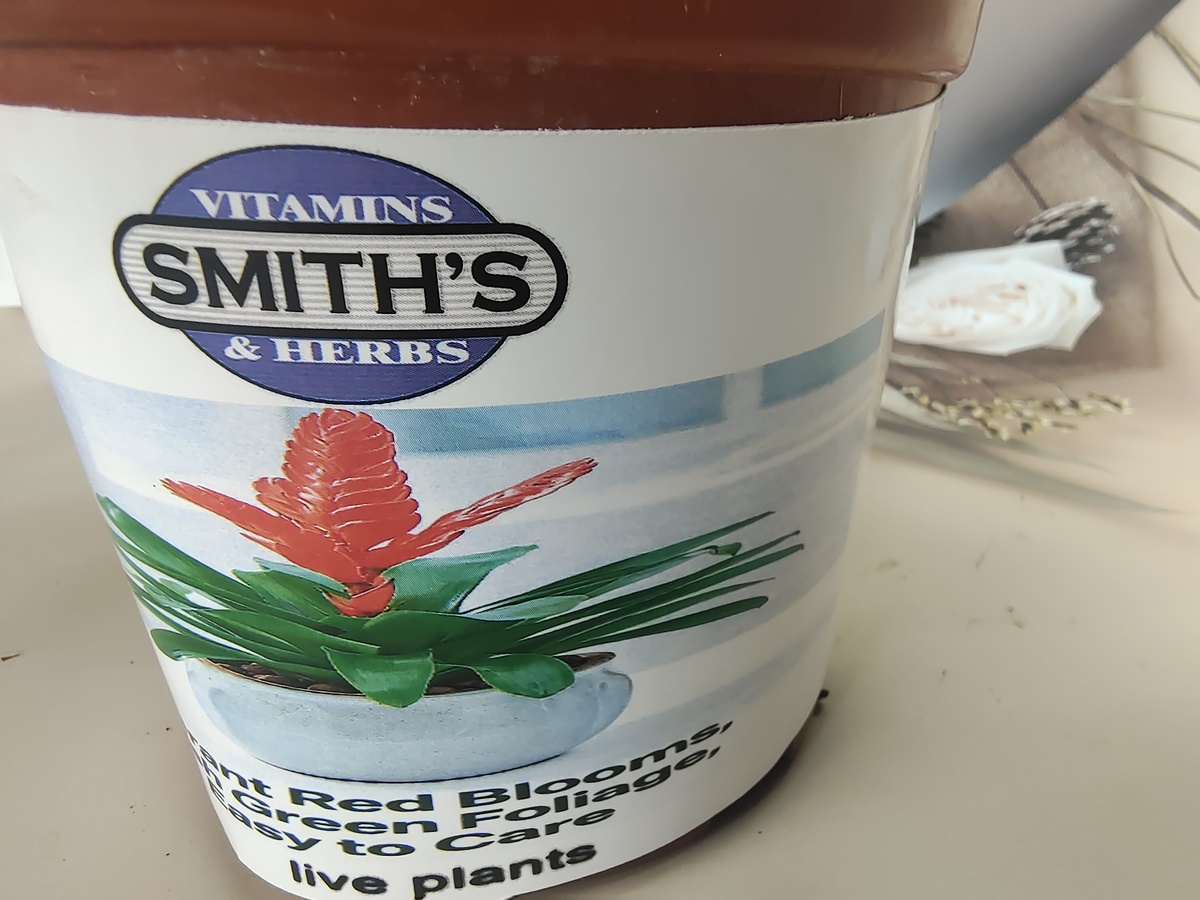 VITAMINS
SMITH'S
& HERBS
Red Blooms,
Green Foliage,
to Care
live plants